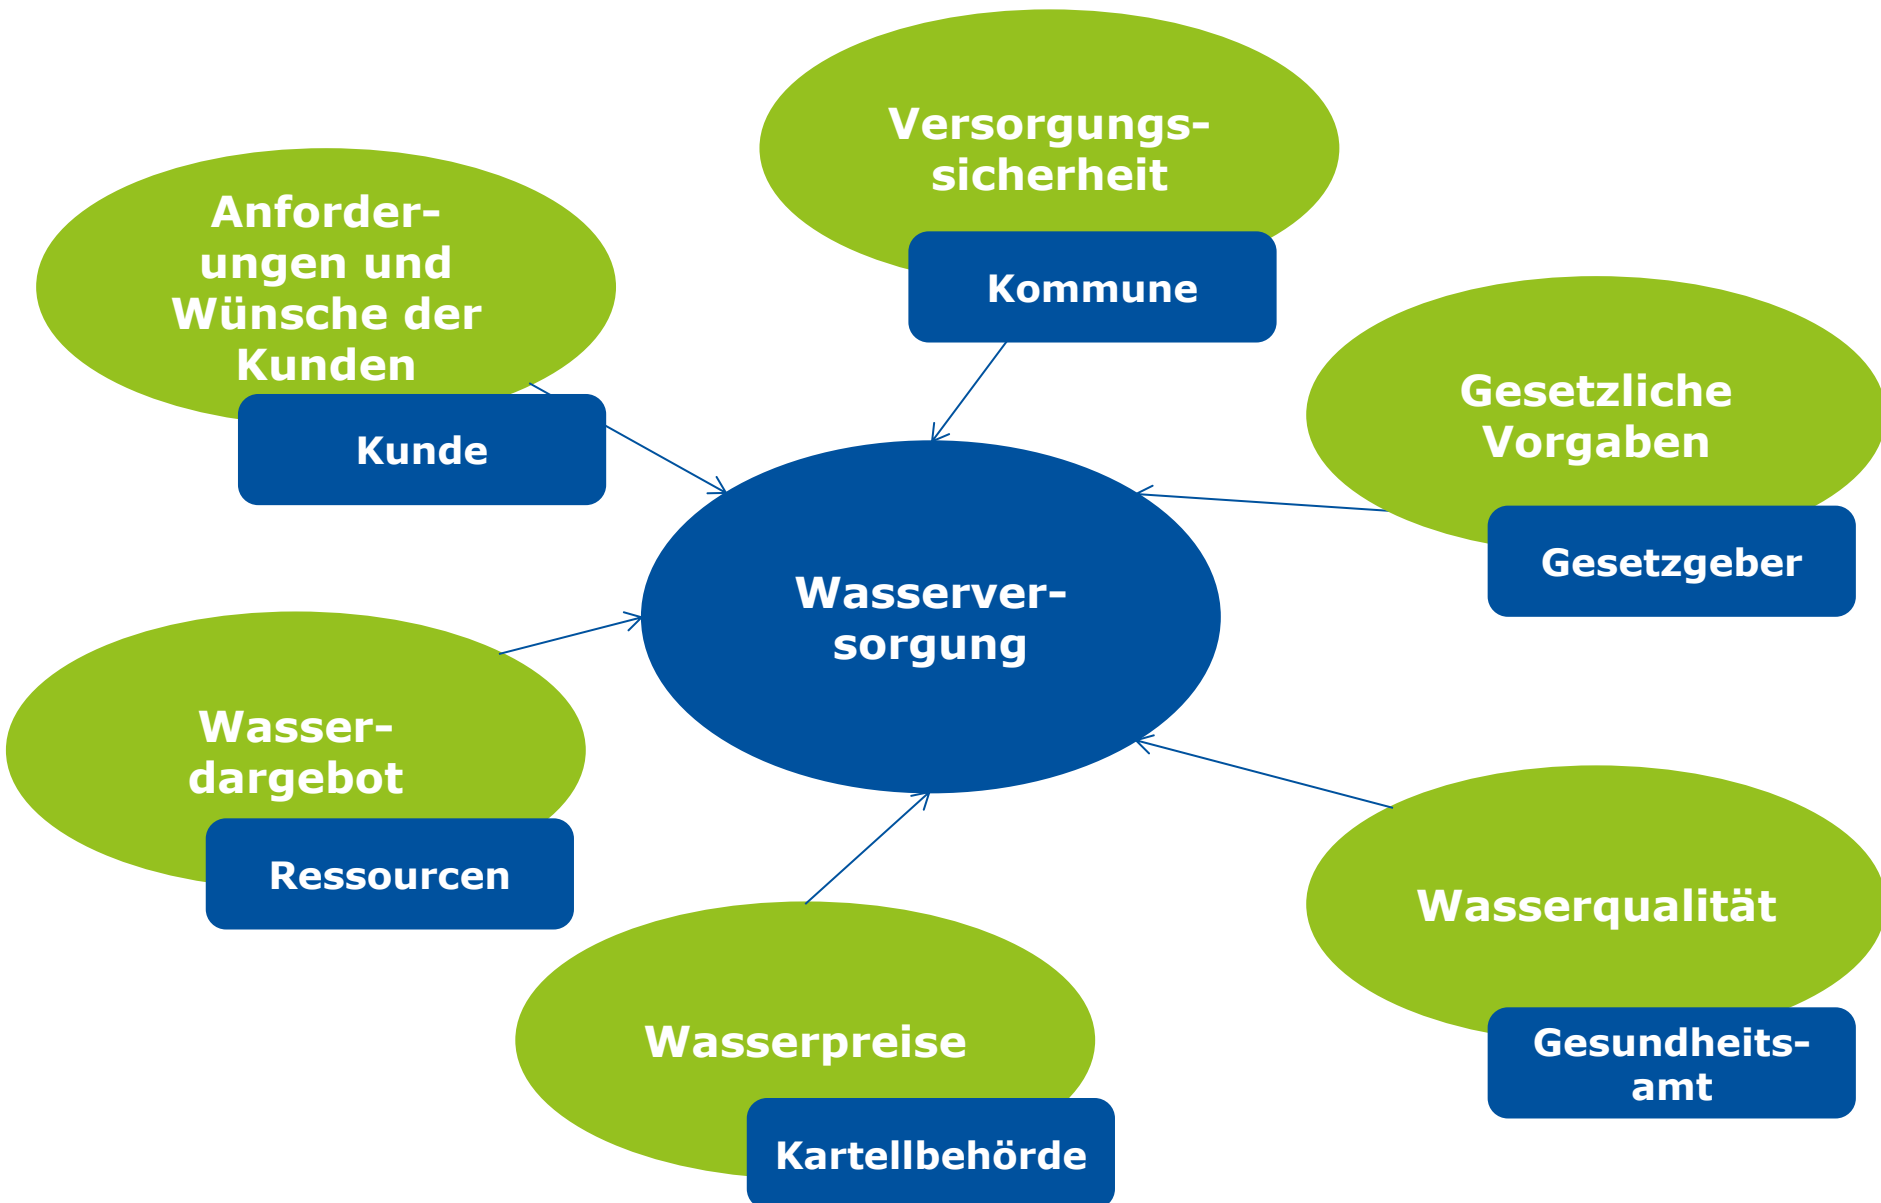 Versorgungs-
sicherheit
Kommune
Anforder-
ungen und
Wünsche der
Kunden
Kunde
Gesetzliche
Vorgaben
Gesetzgeber
Wasserver-
sorgung
Wasser-
dargebot
Ressourcen
Wasserqualität
Gesundheits-
amt
Wasserpreise
Kartellbehörde